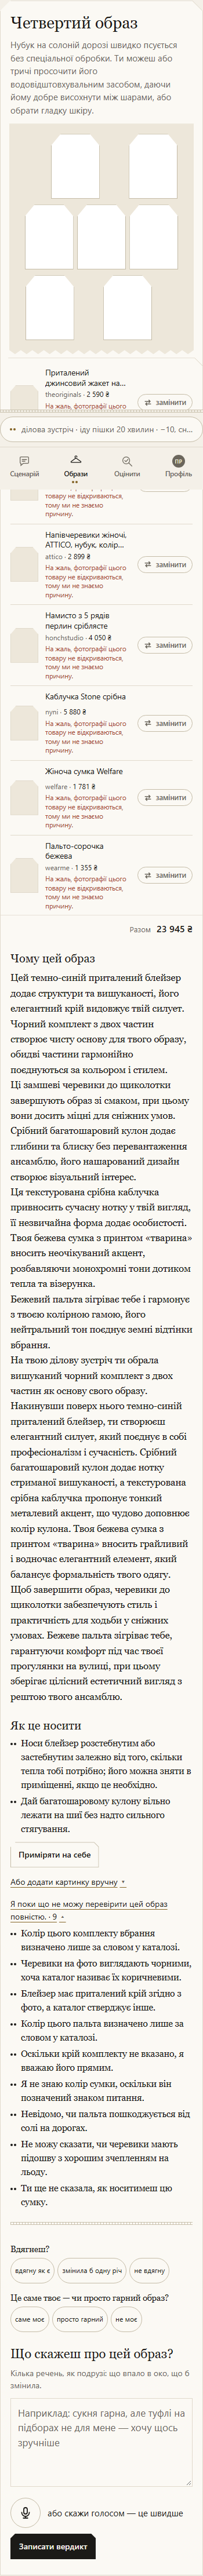 Четвертий образ
Нубук на солоній дорозі швидко псується
без спеціальної обробки. Ти можеш або
тричі просочити його
водовідштовхувальним засобом, даючи
йому добре висохнути між шарами, або
обрати гладку шкіру.
Приталений
джинсовий жакет на…
theoriginals · 2 590 ₴
На жаль, фотографії цього
замінити
ділова зустріч · іду пішки 20 хвилин · −10, сн…
Сценарій
Образи
Оцінити
ПР
Профіль
товару не відкриваються,
тому ми не знаємо
причину.
Напівчеревики жіночі,
ATTICO, нубук, колір…
attico · 2 899 ₴
На жаль, фотографії цього
товару не відкриваються,
тому ми не знаємо
причину.
замінити
Намисто з 5 рядів
перлин сріблясте
honchstudio · 4 050 ₴
На жаль, фотографії цього
товару не відкриваються,
тому ми не знаємо
причину.
замінити
Каблучка Stone срібна
nyni · 5 880 ₴
На жаль, фотографії цього
товару не відкриваються,
тому ми не знаємо
причину.
замінити
Жіноча сумка Welfare
welfare · 1 781 ₴
На жаль, фотографії цього
товару не відкриваються,
тому ми не знаємо
причину.
замінити
Пальто-сорочка
бежева
wearme · 1 355 ₴
На жаль, фотографії цього
товару не відкриваються,
тому ми не знаємо
причину.
замінити
Разом 23 945 ₴
Чому цей образ
Цей темно-синій приталений блейзер
додає структури та вишуканості, його
елегантний крій видовжує твій силует.
Чорний комплект з двох частин
створює чисту основу для твого образу,
обидві частини гармонійно
поєднуються за кольором і стилем.
Ці замшеві черевики до щиколотки
завершують образ зі смаком, при цьому
вони досить міцні для сніжних умов.
Срібний багатошаровий кулон додає
глибини та блиску без перевантаження
ансамблю, його нашарований дизайн
створює візуальний інтерес.
Ця текстурована срібна каблучка
привносить сучасну нотку у твій вигляд,
її незвичайна форма додає особистості.
Твоя бежева сумка з принтом «тварина»
вносить неочікуваний акцент,
розбавляючи монохромні тони дотиком
тепла та візерунка.
Бежевий пальта зігріває тебе і гармонює
з твоєю колірною гамою, його
нейтральний тон поєднує земні відтінки
вбрання.
На твою ділову зустріч ти обрала
вишуканий чорний комплект з двох
частин як основу свого образу.
Накинувши поверх нього темно-синій
приталений блейзер, ти створюєш
елегантний силует, який поєднує в собі
професіоналізм і сучасність. Срібний
багатошаровий кулон додає нотку
стриманої вишуканості, а текстурована
срібна каблучка пропонує тонкий
металевий акцент, що чудово доповнює
колір кулона. Твоя бежева сумка з
принтом «тварина» вносить грайливий
і водночас елегантний елемент, який
балансує формальність твого одягу.
Щоб завершити образ, черевики до
щиколотки забезпечують стиль і
практичність для ходьби у сніжних
умовах. Бежеве пальта зігріває тебе,
гарантуючи комфорт під час твоєї
прогулянки на вулиці, при цьому
зберігає цілісний естетичний вигляд з
рештою твого ансамблю.
Як це носити
Носи блейзер розстебнутим або
застебнутим залежно від того, скільки
тепла тобі потрібно; його можна зняти в
приміщенні, якщо це необхідно.
Дай багатошаровому кулону вільно
лежати на шиї без надто сильного
стягування.
Приміряти на себе
Або додати картинку вручну
Я поки що не можу перевірити цей образ
повністю. · 9
Колір цього комплекту вбрання
визначено лише за словом у каталозі.
Черевики на фото виглядають чорними,
хоча каталог називає їх коричневими.
Блейзер має приталений крій згідно з
фото, а каталог стверджує інше.
Колір цього пальта визначено лише за
словом у каталозі.
Оскільки крій комплекту не вказано, я
вважаю його прямим.
Я не знаю колір сумки, оскільки він
позначений знаком питання.
Невідомо, чи пальта пошкоджується від
солі на дорогах.
Не можу сказати, чи черевики мають
підошву з хорошим зчепленням на
льоду.
Ти ще не сказала, як носитимеш цю
сумку.
Вдягнеш?
вдягну як є
змінила б одну річ
не вдягну
Це саме твоє — чи просто гарний образ?
саме моє
просто гарний
не моє
Що скажеш про цей образ?
Кілька речень, як подрузі: що впало в око, що б
змінила.
Наприклад: сукня гарна, але туфлі на
підборах не для мене — хочу щось
зручніше
або скажи голосом — це швидше
Записати вердикт